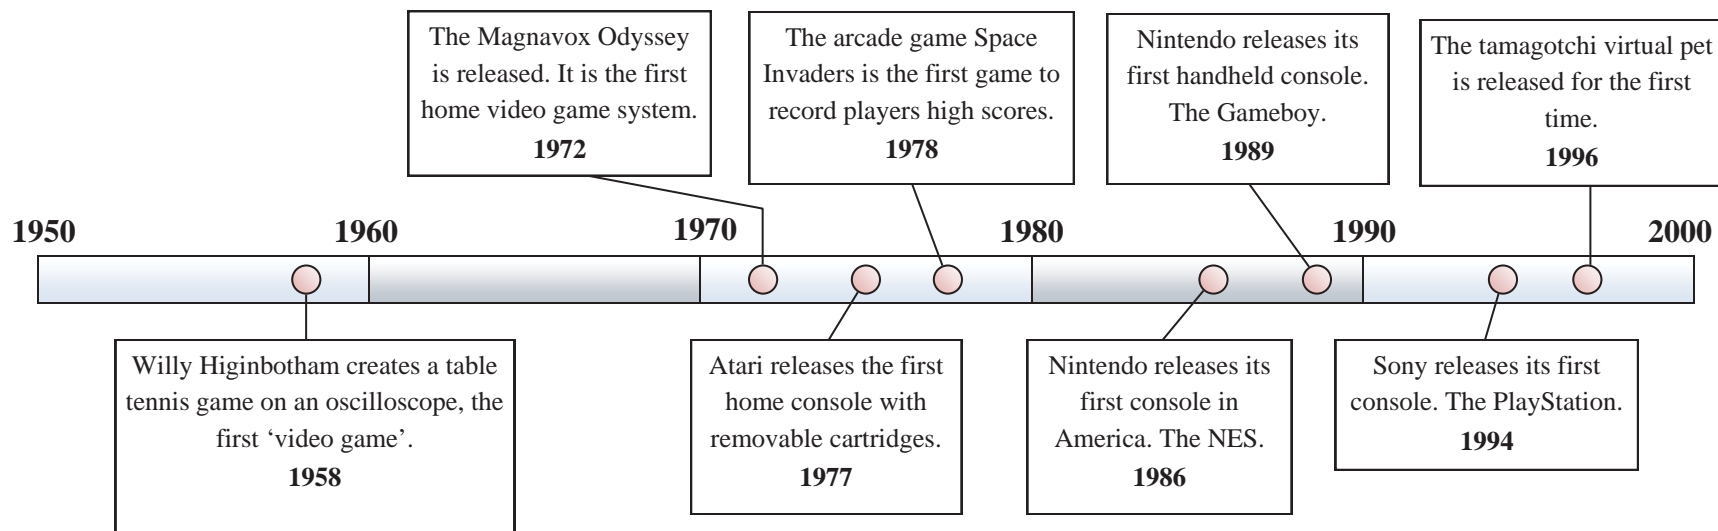 The Magnavox Odyssey
is released. It is the first
home video game system.
1972
The arcade game Space
Invaders is the first game to
record players high scores.
1978
Nintendo releases its
first handheld console.
The Gameboy.
1989
The tamagotchi virtual pet
is released for the first
time.
1996
1950
1960
1970
1980
1990
2000
Willy Higinbotham creates a table
tennis game on an oscilloscope, the
first ‘video game’.
1958
Atari releases the first
home console with
removable cartridges.
1977
Nintendo releases its
first console in
America. The NES.
1986
Sony releases its first
console. The PlayStation.
1994